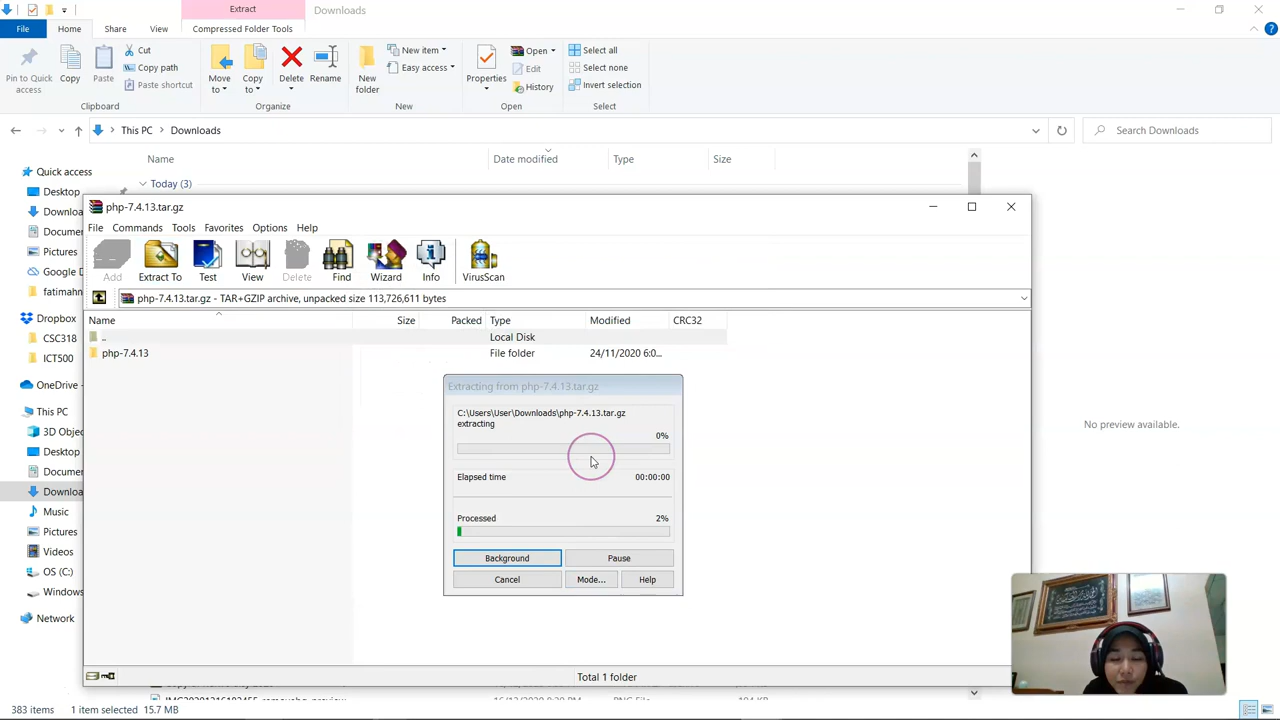 Extract
Downloads
File
Home
Share
View
Compressed Folder Tools
Pin to Quick access
Copy
Paste
Cut
Copy path
Paste shortcut
Move to
Copy to
Delete
Rename
New folder
New item
Easy access
Properties
Open
Edit
History
Select all
Select none
Invert selection
Clipboard
Organize
New
Open
Select
This PC
Downloads
Search Downloads
Name
Date modified
Type
Size
Today (3)
Quick access
Desktop
Downloa
Documer
Pictures
Google D
fatimahn
Dropbox
CSC318
ICT500
OneDrive -
This PC
3D Objec
Desktop
Documen
Downloa
Music
Pictures
Videos
OS (C:)
Windows
Network
php-7.4.13.tar.gz
File
Commands
Tools
Favorites
Options
Help
Add
Extract To
Test
View
Delete
Find
Wizard
Info
VirusScan
php-7.4.13.tar.gz - TAR+GZIP archive, unpacked size 113,726,611 bytes
Name
Size
Packed
Type
Modified
CRC32
..
Local Disk
php-7.4.13
File folder
24/11/2020 6:0...
Extracting from php-7.4.13.tar.gz
C:\Users\User\Downloads\php-7.4.13.tar.gz
extracting
0%
Elapsed time
00:00:00
Processed
2%
Background
Pause
Cancel
Mode...
Help
Total 1 folder
No preview available.
383 items
1 item selected
15.7 MB